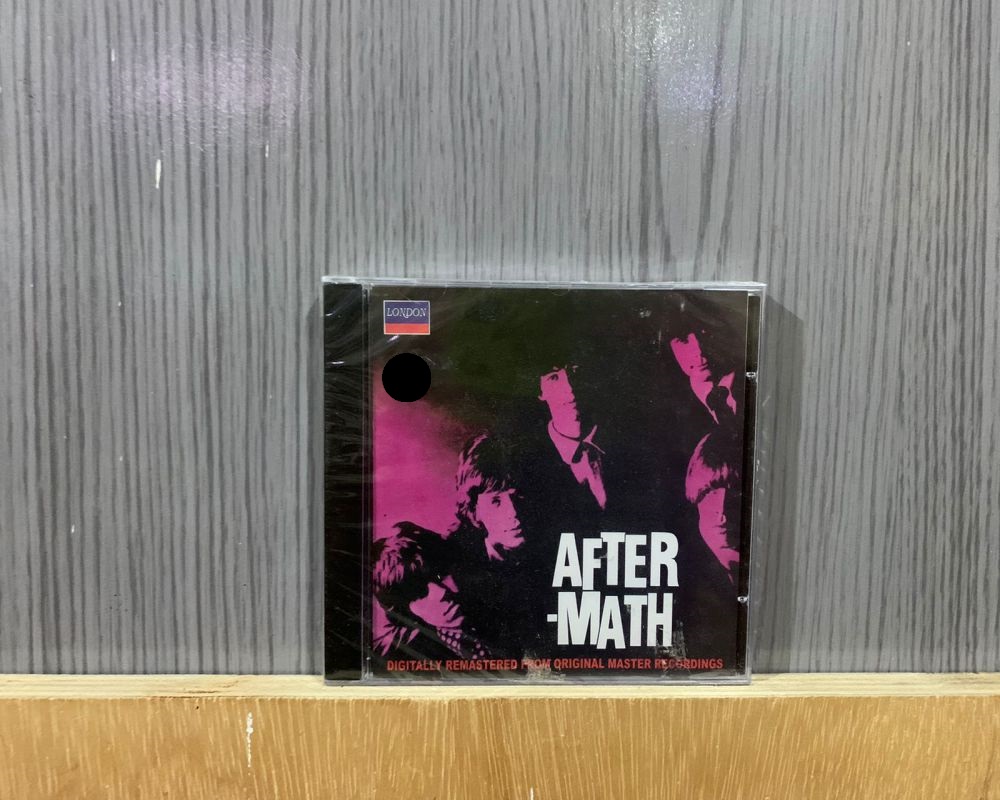 LONDON
AFTER
-MATH
DIGITALLY REMASTERED FROM ORIGINAL MASTER RECORDINGS